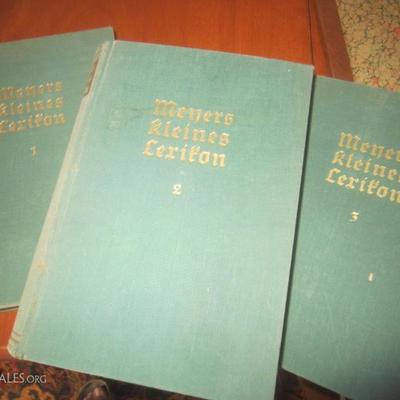 Meyers
Kleines
Lexikon
1
Meyers
Kleines
Lexikon
2
Meyers
Kleines
Lexikon
3
ALES.ORG